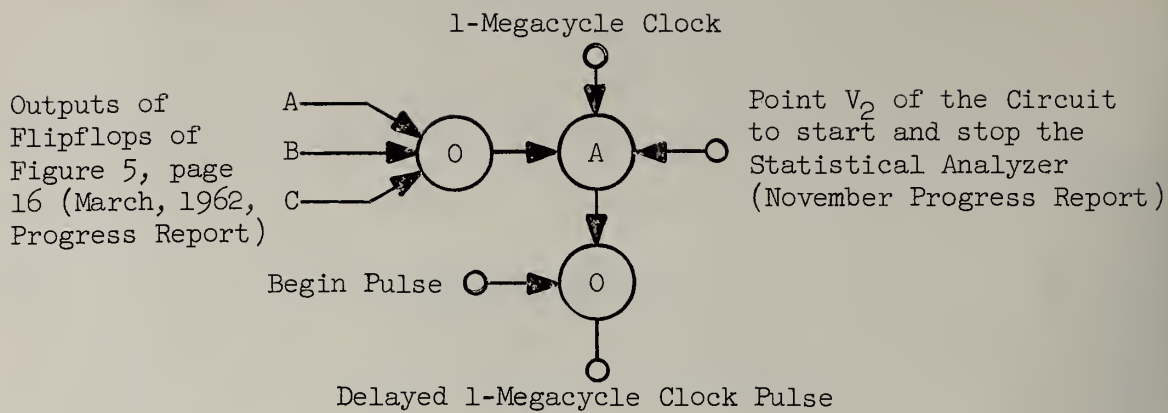 1-Megacycle Clock
Outputs of
Flipflops of
Figure 5, page
16 (March, 1962,
Progress Report)
A
B
C
O
A
Point V2 of the Circuit
to start and stop the
Statistical Analyzer
(November Progress Report)
Begin Pulse
O
Delayed 1-Megacycle Clock Pulse